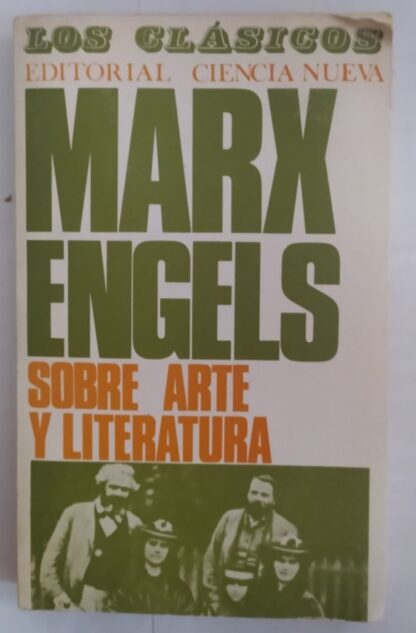 LOS CLÁSICOS
EDITORIAL CIENCIA NUEVA
MARX
ENGELS
SOBRE ARTE
Y LITERATURA